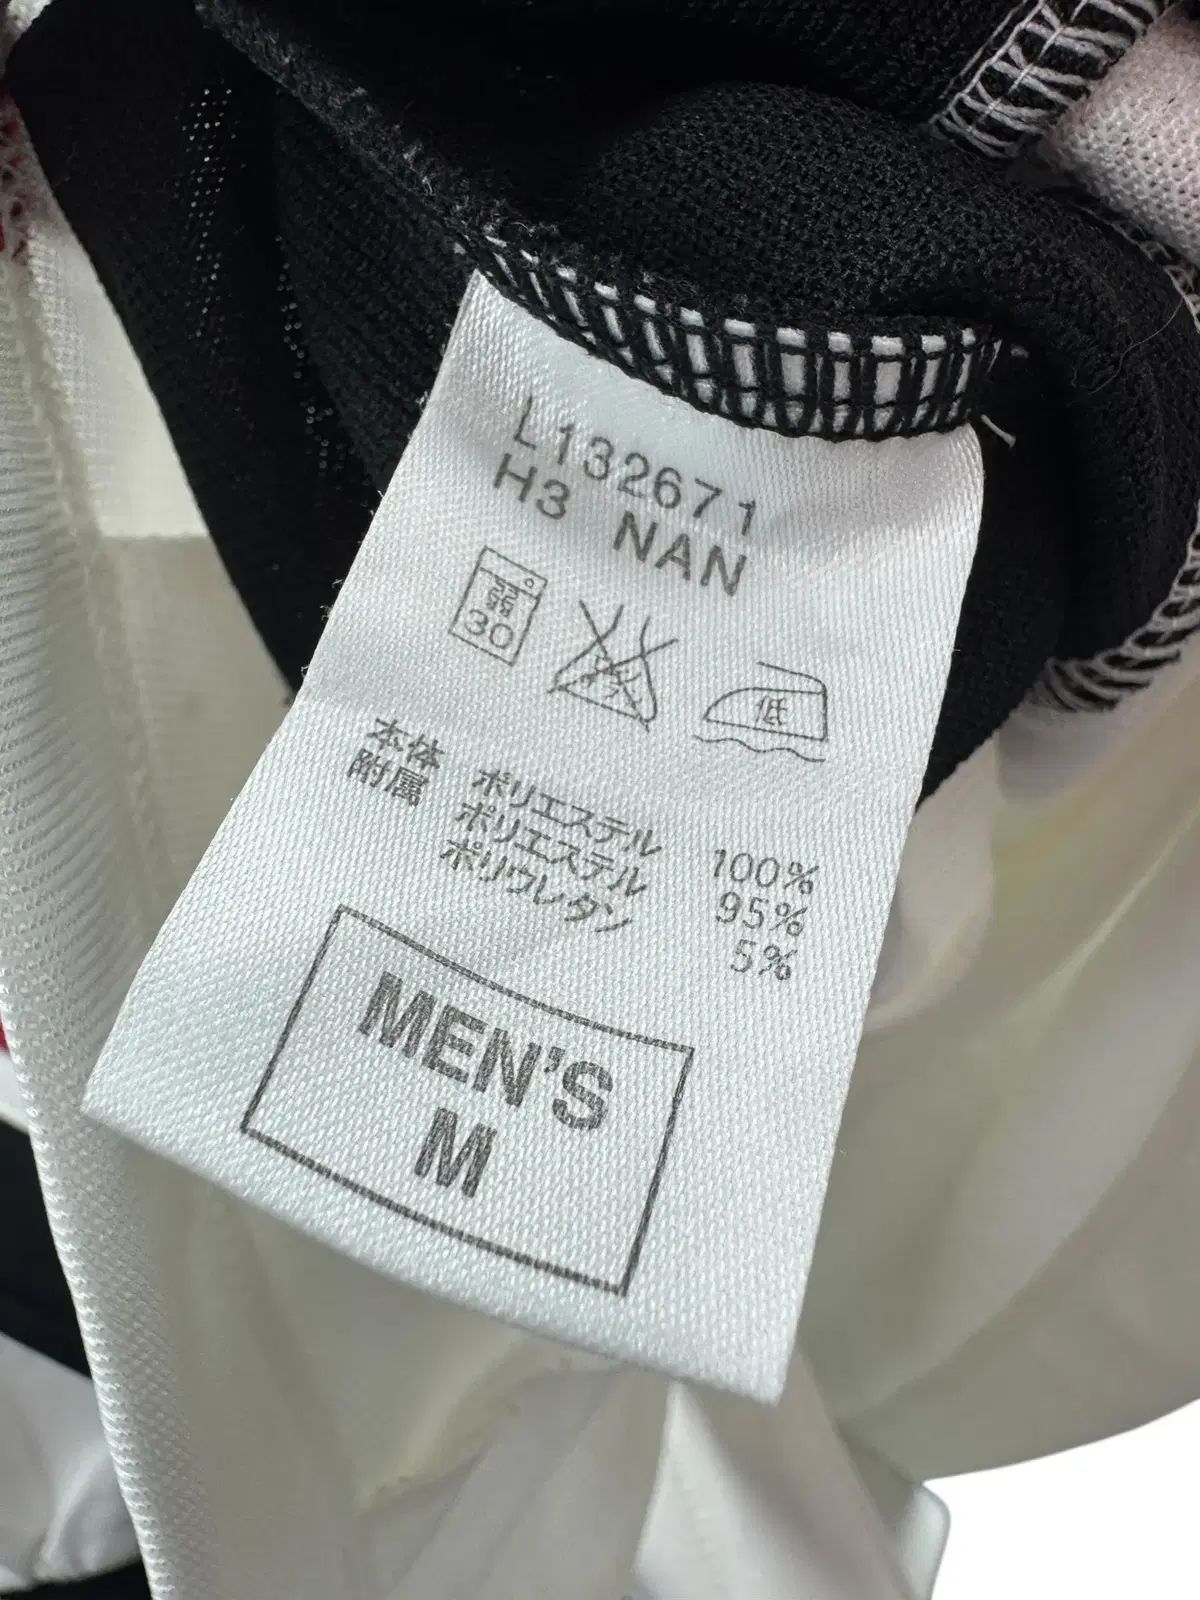 L132671
H3 NAN
弱
30
低
本体 ポリエステル 100%
附属 ポリエステル 95%
ポリウレタン 5%
MEN'S
M